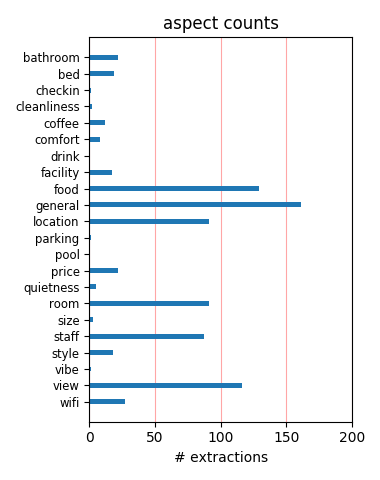 aspect counts
bathroom
bed
checkin
cleanliness
coffee
comfort
drink
facility
food
general
location
parking
pool
price
quietness
room
size
staff
style
vibe
view
wifi
0 50 100 150 200
# extractions